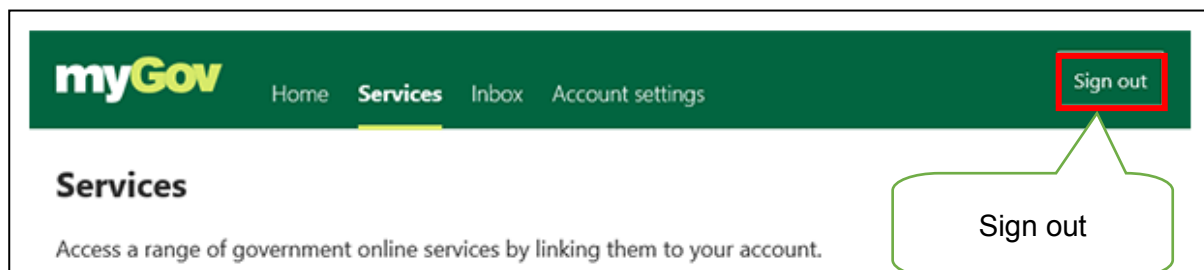 myGov Home Services Inbox Account settings Sign out
Services
Access a range of government online services by linking them to your account.
Sign out